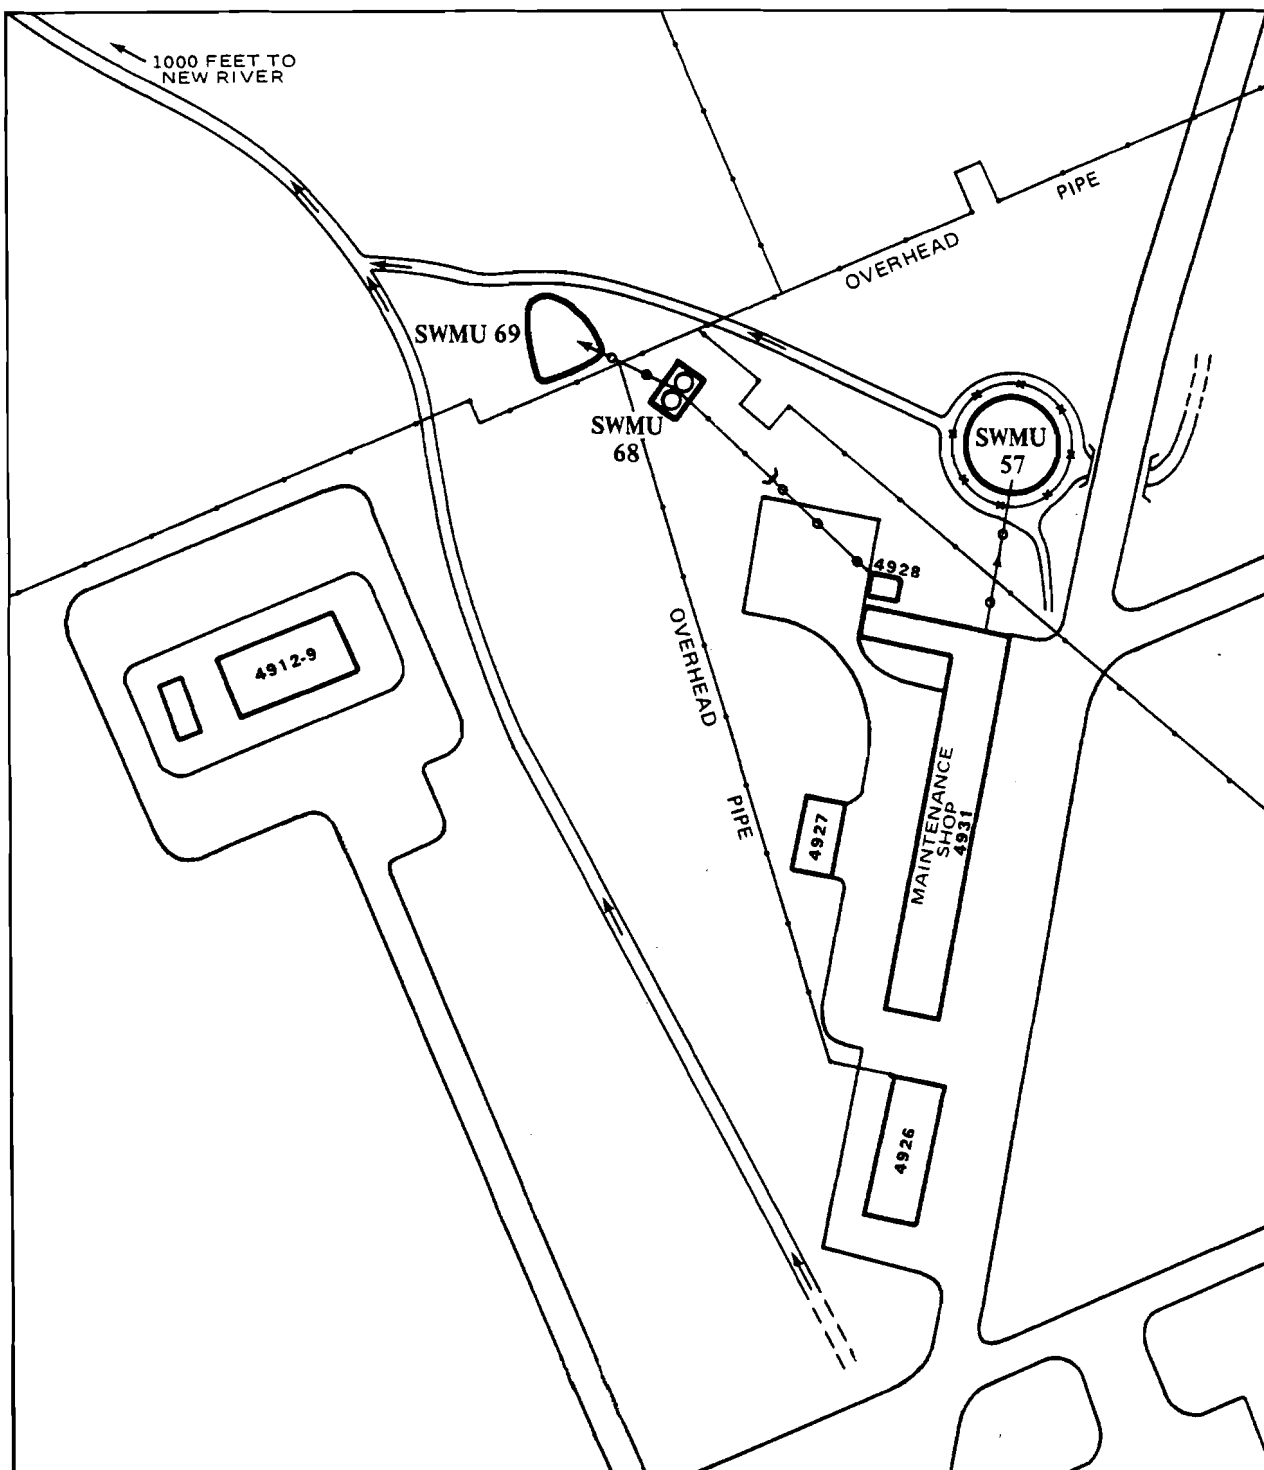 1000 FEET TO
NEW RIVER
PIPE
OVERHEAD
SWMU 69
SWMU
68
SWMU
57
4928
4912-9
OVERHEAD
PIPE
4927
MAINTENANCE
SHOP
4931
4926